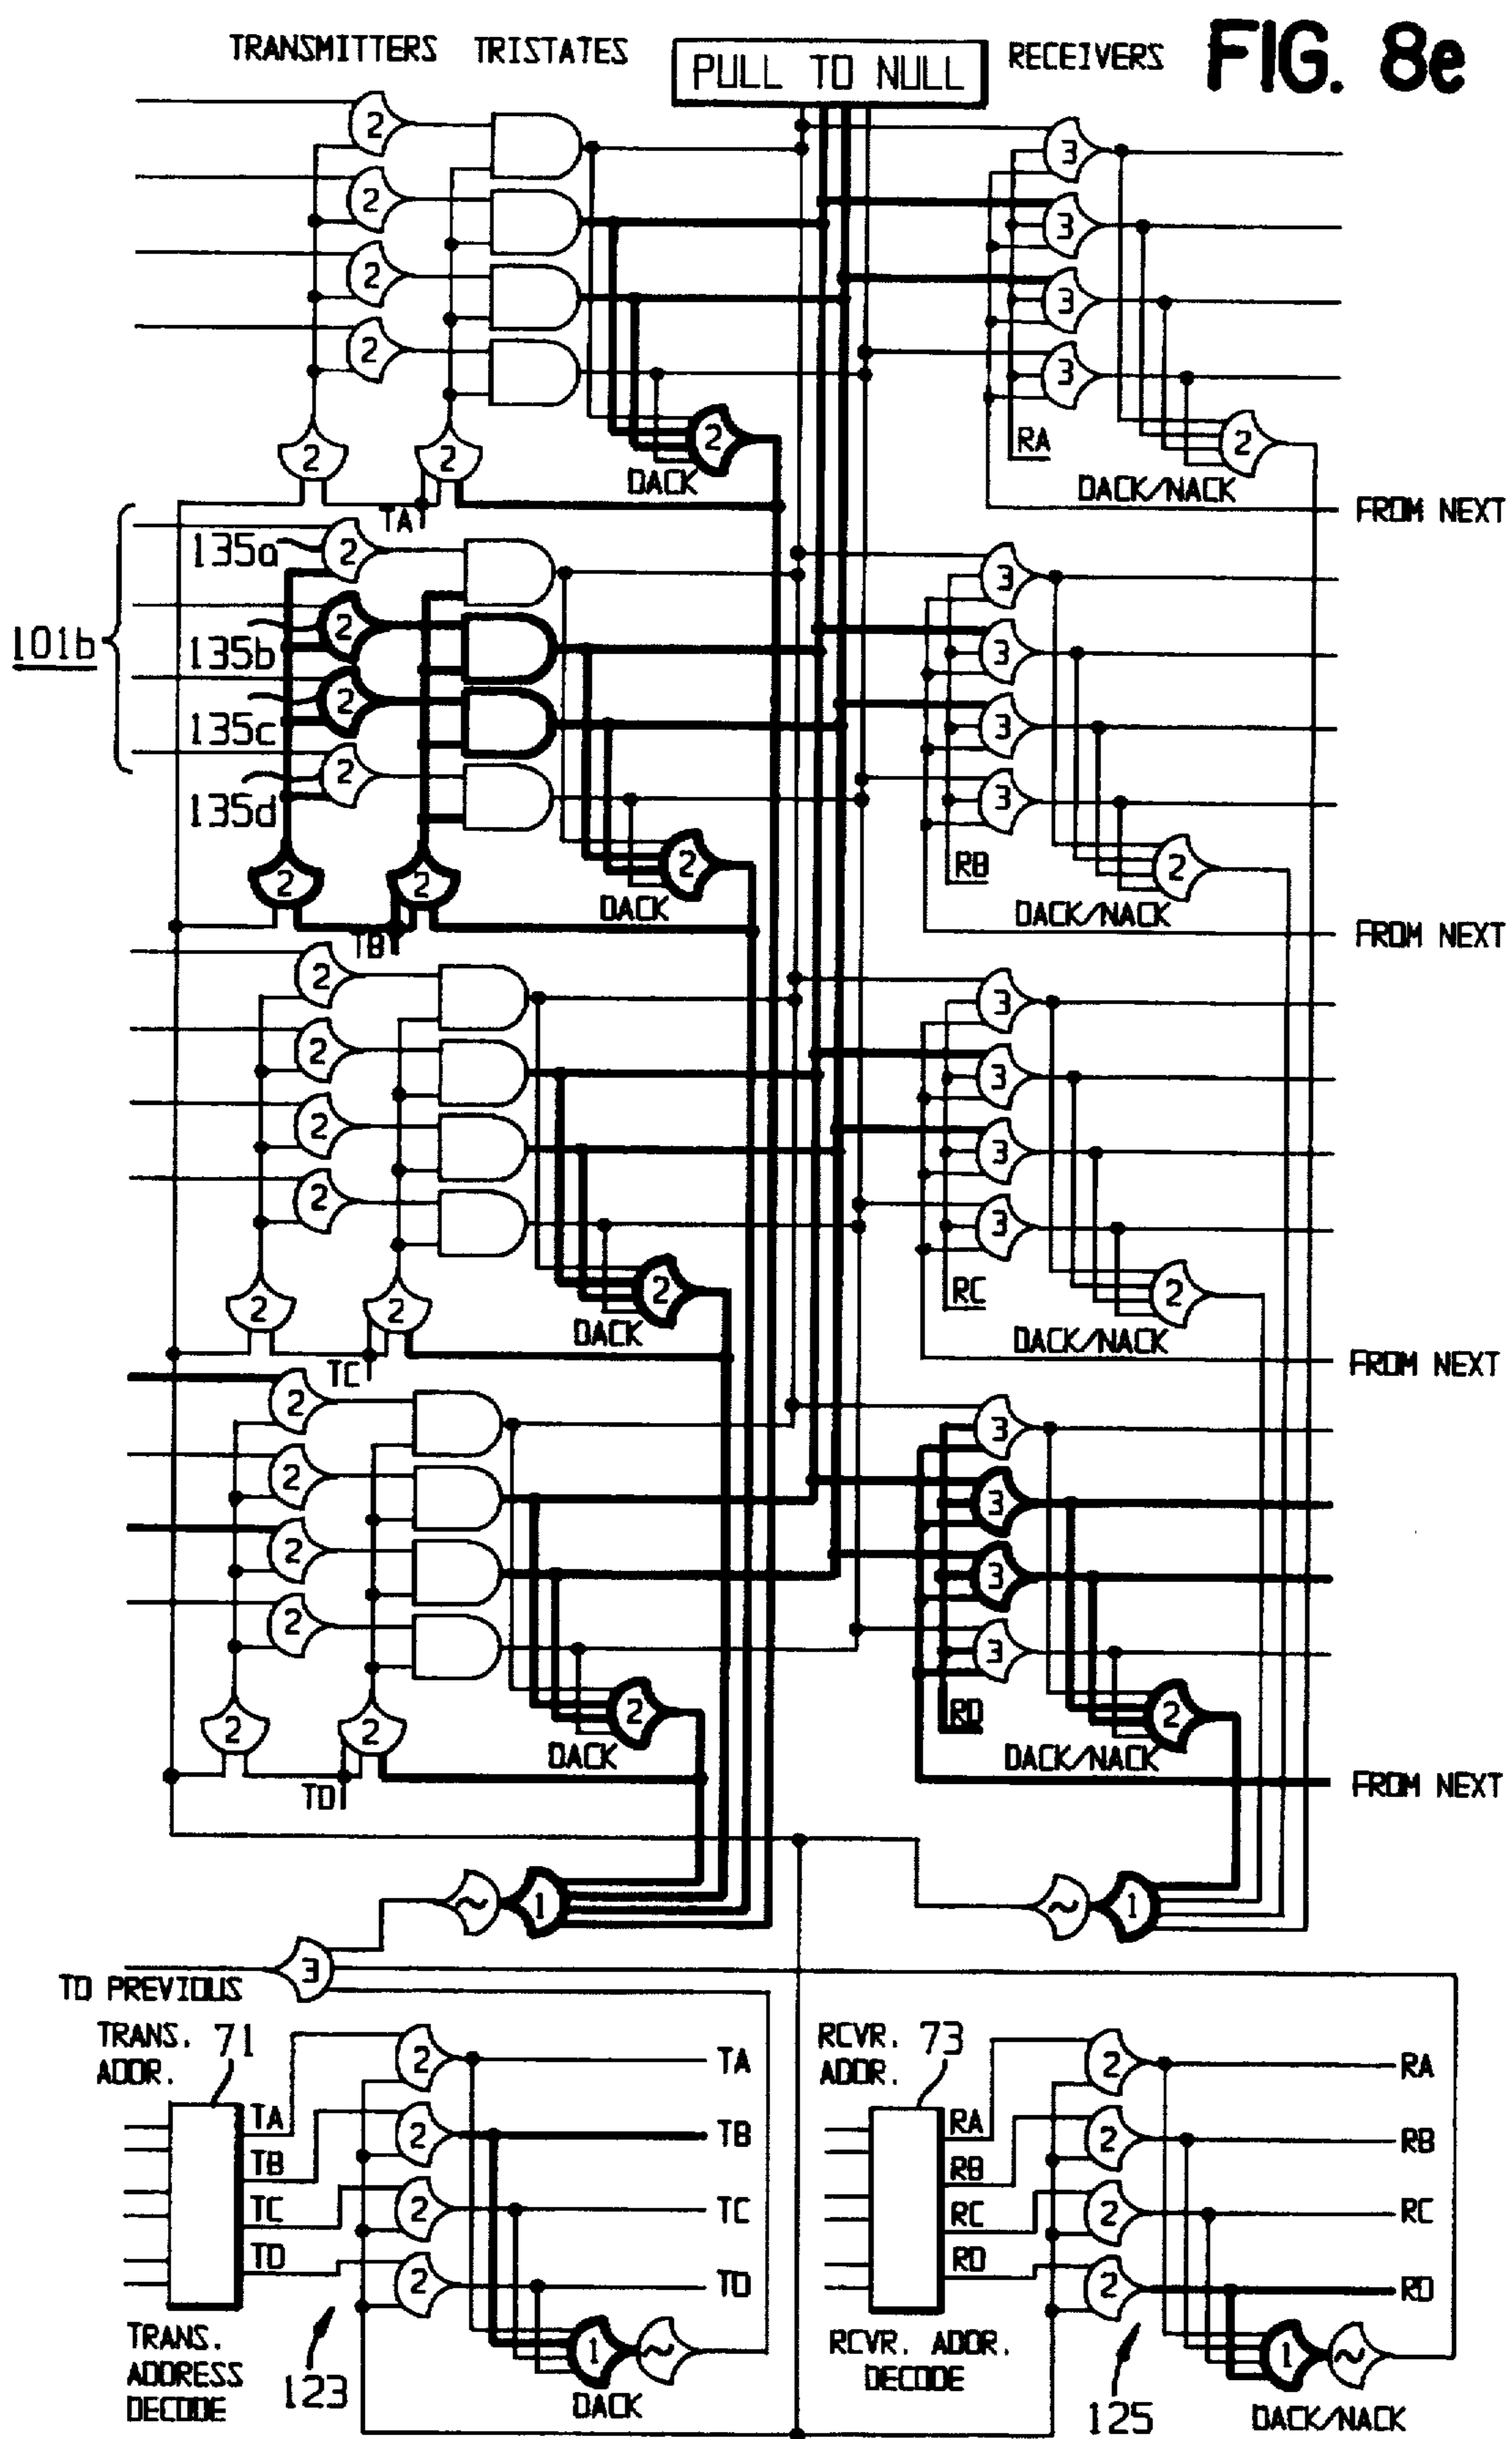 FIG. 8e
TRANSMITTERS TRISTATES PULL TO NULL RECEIVERS
2
3
2
3
2
3
2
3
2 2 2 RA 2
DACK DACK/NACK
TA FROM NEXT
135a 2 3
101b 135b 2 3
135c 2 3
135d 2 3
2 2 2 RB 2
DACK DACK/NACK
TB FROM NEXT
2 3
2 3
2 3
2 3
2 2 2 RC 2
DACK DACK/NACK
TC FROM NEXT
2 3
2 3
2 3
2 3
2 2 2 RD 2
DACK DACK/NACK
TD FROM NEXT
~ 1 ~ 1
3
TO PREVIOUS
TRANS. ADDR. 71 2 TA RCVR. ADDR. 73 2 RA
TA 2 TB RA 2 RB
TB RB
TC 2 TC RC 2 RC
TD 2 TD RD 2 RD
TRANS. ADDRESS DECODE 123 1 ~ DACK
RCVR. ADDR. DECODE 125 1 ~ DACK/NACK